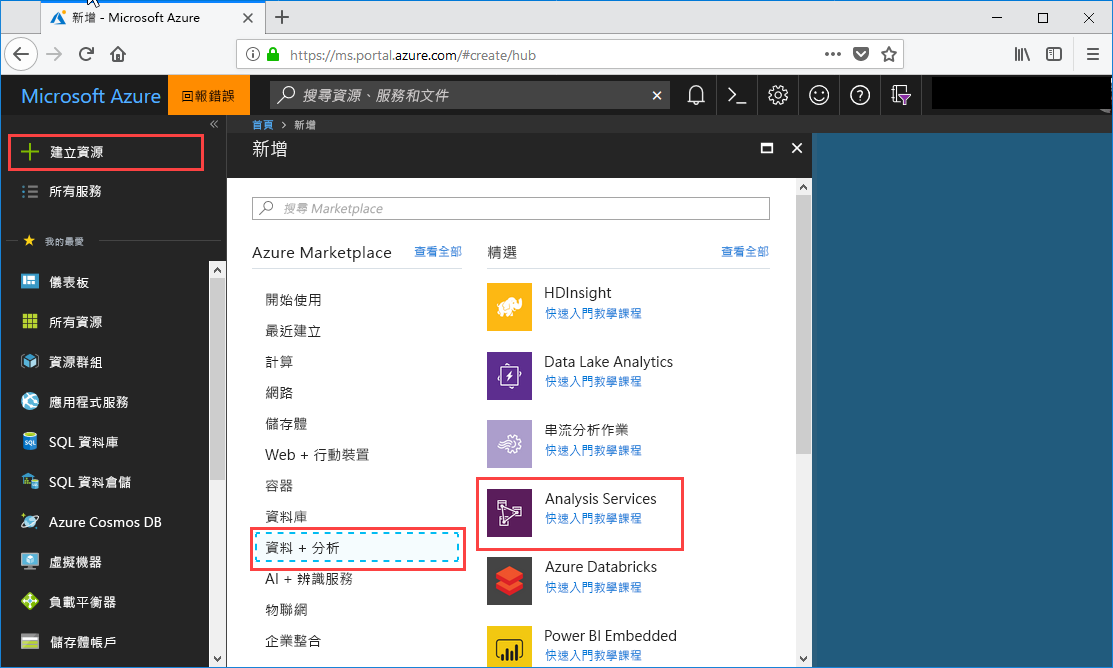 新增 - Microsoft Azure
https://ms.portal.azure.com/#create/hub
Microsoft Azure
回報錯誤
搜尋資源、服務和文件
建立資源
所有服務
我的最愛
儀表板
所有資源
資源群組
應用程式服務
SQL 資料庫
SQL 資料倉儲
Azure Cosmos DB
虛擬機器
負載平衡器
儲存體帳戶
首頁 > 新增
新增
搜尋 Marketplace
Azure Marketplace
查看全部
開始使用
最近建立
計算
網路
儲存體
Web + 行動裝置
容器
資料庫
資料 + 分析
AI + 辨識服務
物聯網
企業整合
精選
查看全部
HDInsight
快速入門教學課程
Data Lake Analytics
快速入門教學課程
串流分析作業
快速入門教學課程
Analysis Services
快速入門教學課程
Azure Databricks
快速入門教學課程
Power BI Embedded
快速入門教學課程